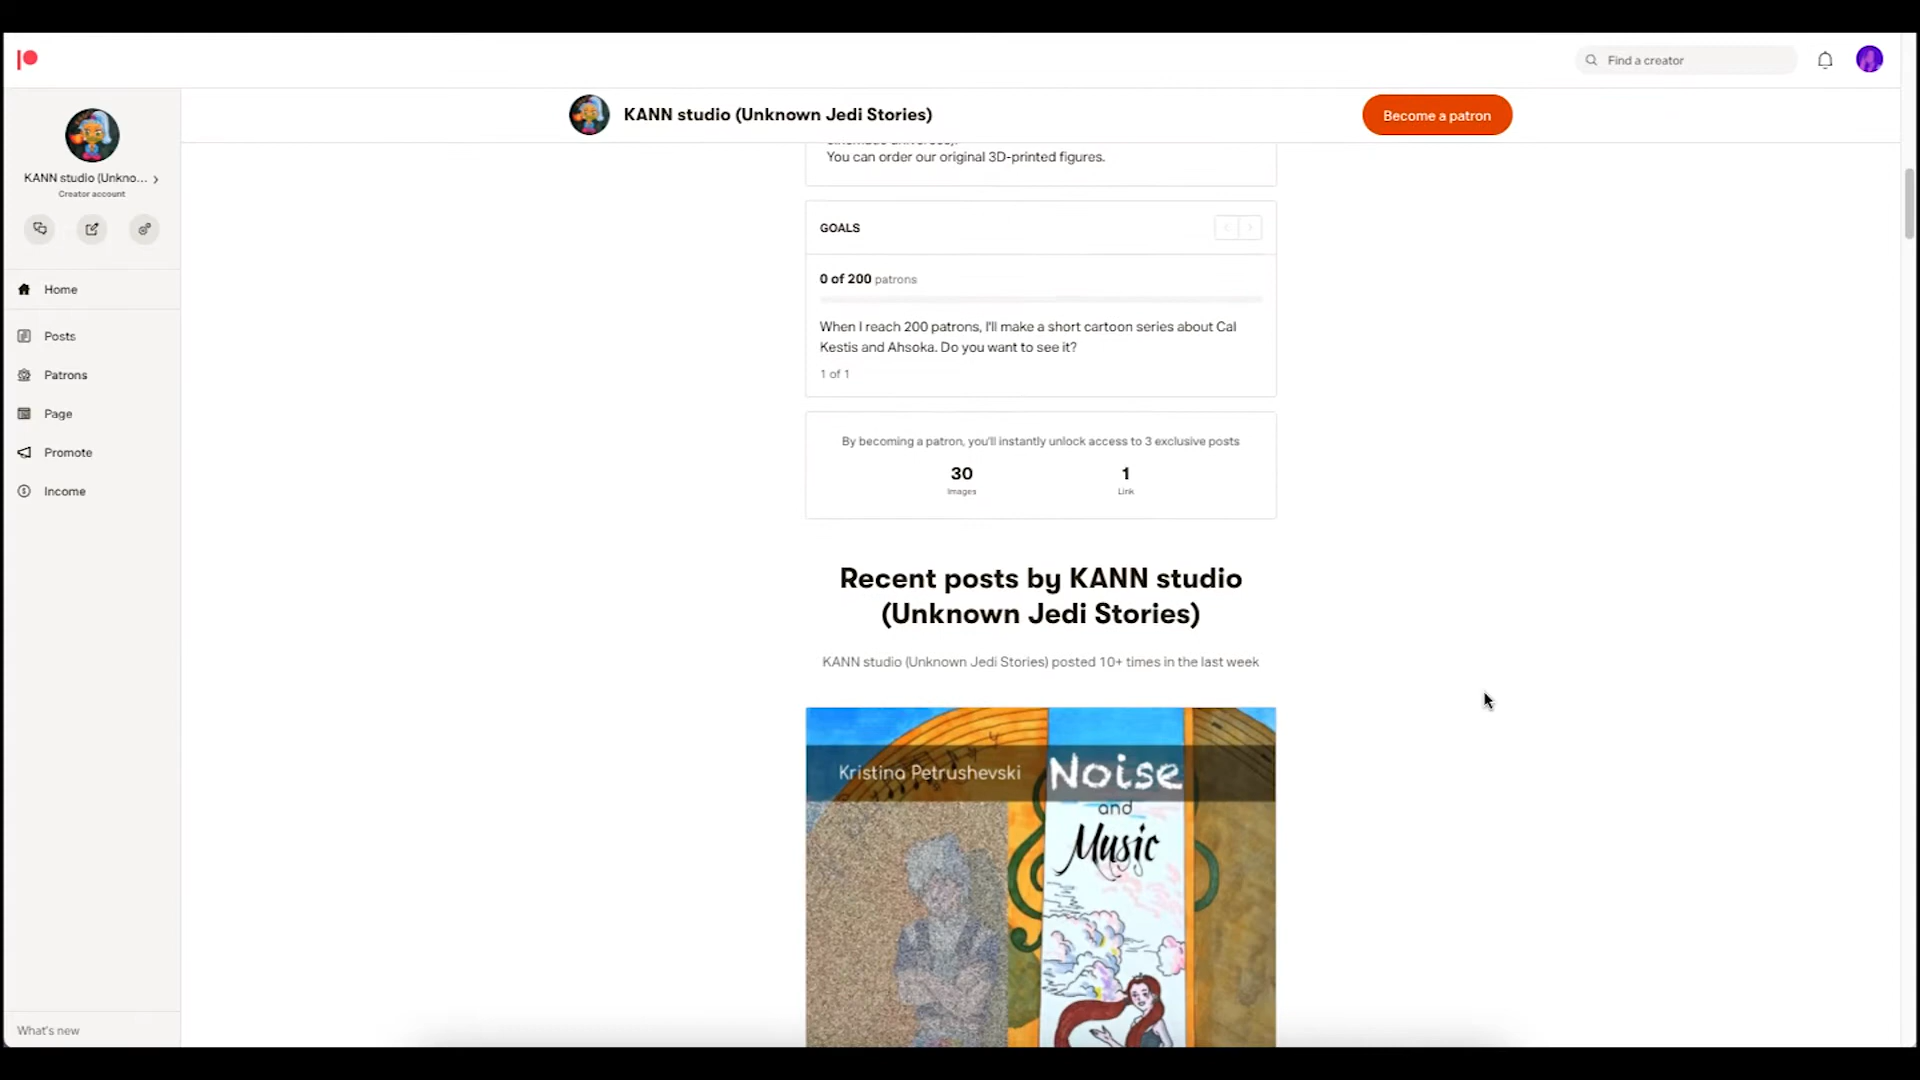 Find a creator
KANN studio (Unknown Jedi Stories)
Become a patron
KANN studio (Unkno...
Creator account
Home
Posts
Patrons
Page
Promote
Income
What's new
You can order our original 3D-printed figures.
GOALS
0 of 200 patrons
When I reach 200 patrons, I'll make a short cartoon series about Cal
Kestis and Ahsoka. Do you want to see it?
1 of 1
By becoming a patron, you'll instantly unlock access to 3 exclusive posts
30
Images
1
Link
Recent posts by KANN studio
(Unknown Jedi Stories)
KANN studio (Unknown Jedi Stories) posted 10+ times in the last week
Kristina Petrushevski
Noise
and
Music